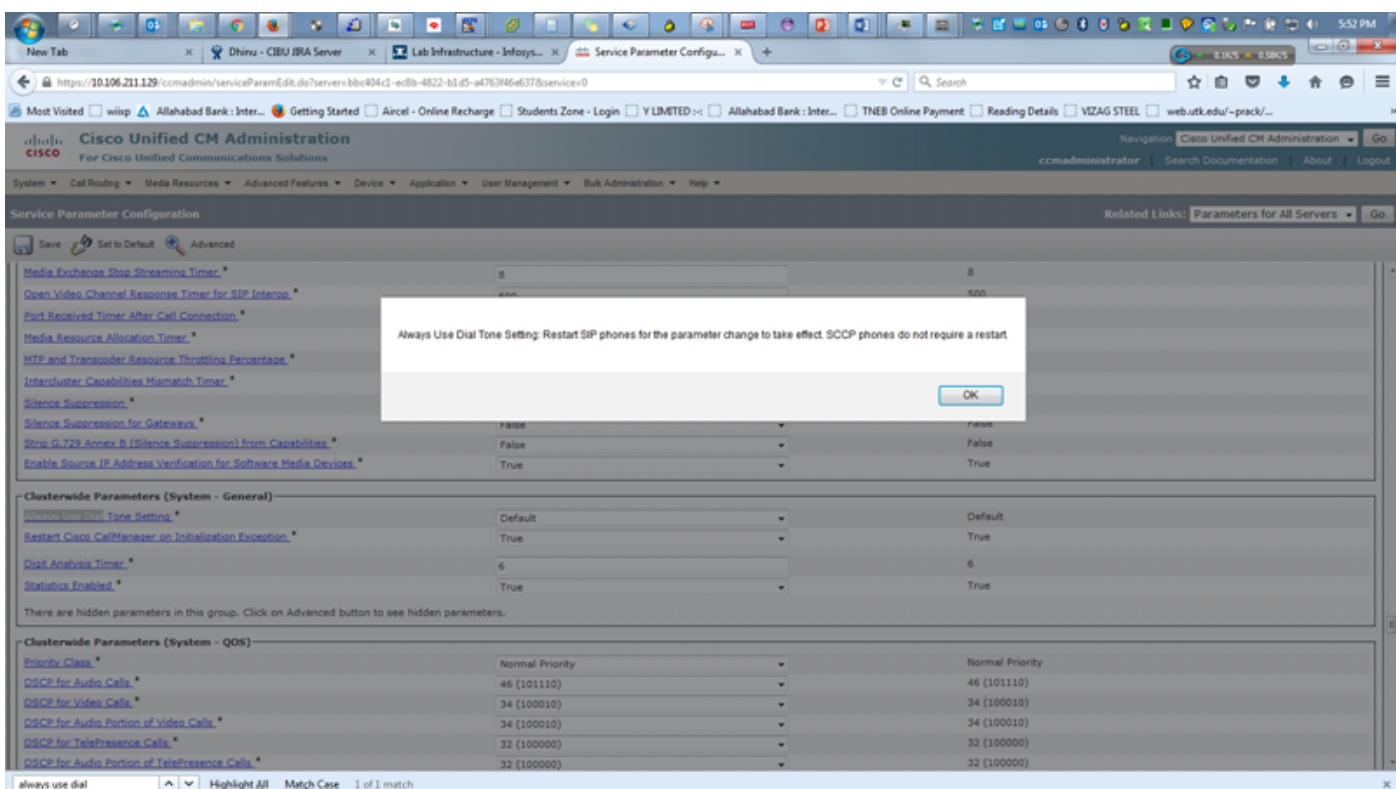 5:52 PM
New Tab
Dhinu - CIBU JIRA Server
Lab Infrastructure - Infosys...
Service Parameter Configu...
0.1K/S 0.58K/S
https://10.106.211.129/ccmadmin/serviceParamEdit.do?server=bbc404c1-ec8b-4822-b1d5-a4763f46e637&service=0
Search
Most Visited wiixp Allahabad Bank : Inter... Getting Started Aircel - Online Recharge Students Zone - Login Y LIMITED :-: Allahabad Bank : Inter... TNEB Online Payment Reading Details VIZAG STEEL web.utk.edu/~prack/...
CISCO
Cisco Unified CM Administration
For Cisco Unified Communications Solutions
Navigation Cisco Unified CM Administration Go
ccmadministrator | Search Documentation | About | Logout
System Call Routing Media Resources Advanced Features Device Application User Management Bulk Administration Help
Service Parameter Configuration
Related Links: Parameters for All Servers Go
Save Set to Default Advanced
Media Exchange Stop Streaming Timer * 8 8
Open Video Channel Response Timer for SIP Interop * 500 500
Port Received Timer After Call Connection *
Media Resource Allocation Timer *
MTP and Transcoder Resource Throttling Percentage *
Intercluster Capabilities Mismatch Timer *
Silence Suppression *
Always Use Dial Tone Setting: Restart SIP phones for the parameter change to take effect. SCCP phones do not require a restart.
OK
Silence Suppression for Gateways * False False
Strip G.729 Annex B (Silence Suppression) from Capabilities * False False
Enable Source IP Address Verification for Software Media Devices * True True
Clusterwide Parameters (System - General)
Always Use Dial Tone Setting * Default Default
Restart Cisco CallManager on Initialization Exception * True True
Digit Analysis Timer * 6 6
Statistics Enabled * True True
There are hidden parameters in this group. Click on Advanced button to see hidden parameters.
Clusterwide Parameters (System - QOS)
Priority Class * Normal Priority Normal Priority
DSCP for Audio Calls * 46 (101110) 46 (101110)
DSCP for Video Calls * 34 (100010) 34 (100010)
DSCP for Audio Portion of Video Calls * 34 (100010) 34 (100010)
DSCP for TelePresence Calls * 32 (100000) 32 (100000)
DSCP for Audio Portion of TelePresence Calls * 32 (100000) 32 (100000)
always use dial Highlight All Match Case 1 of 1 match